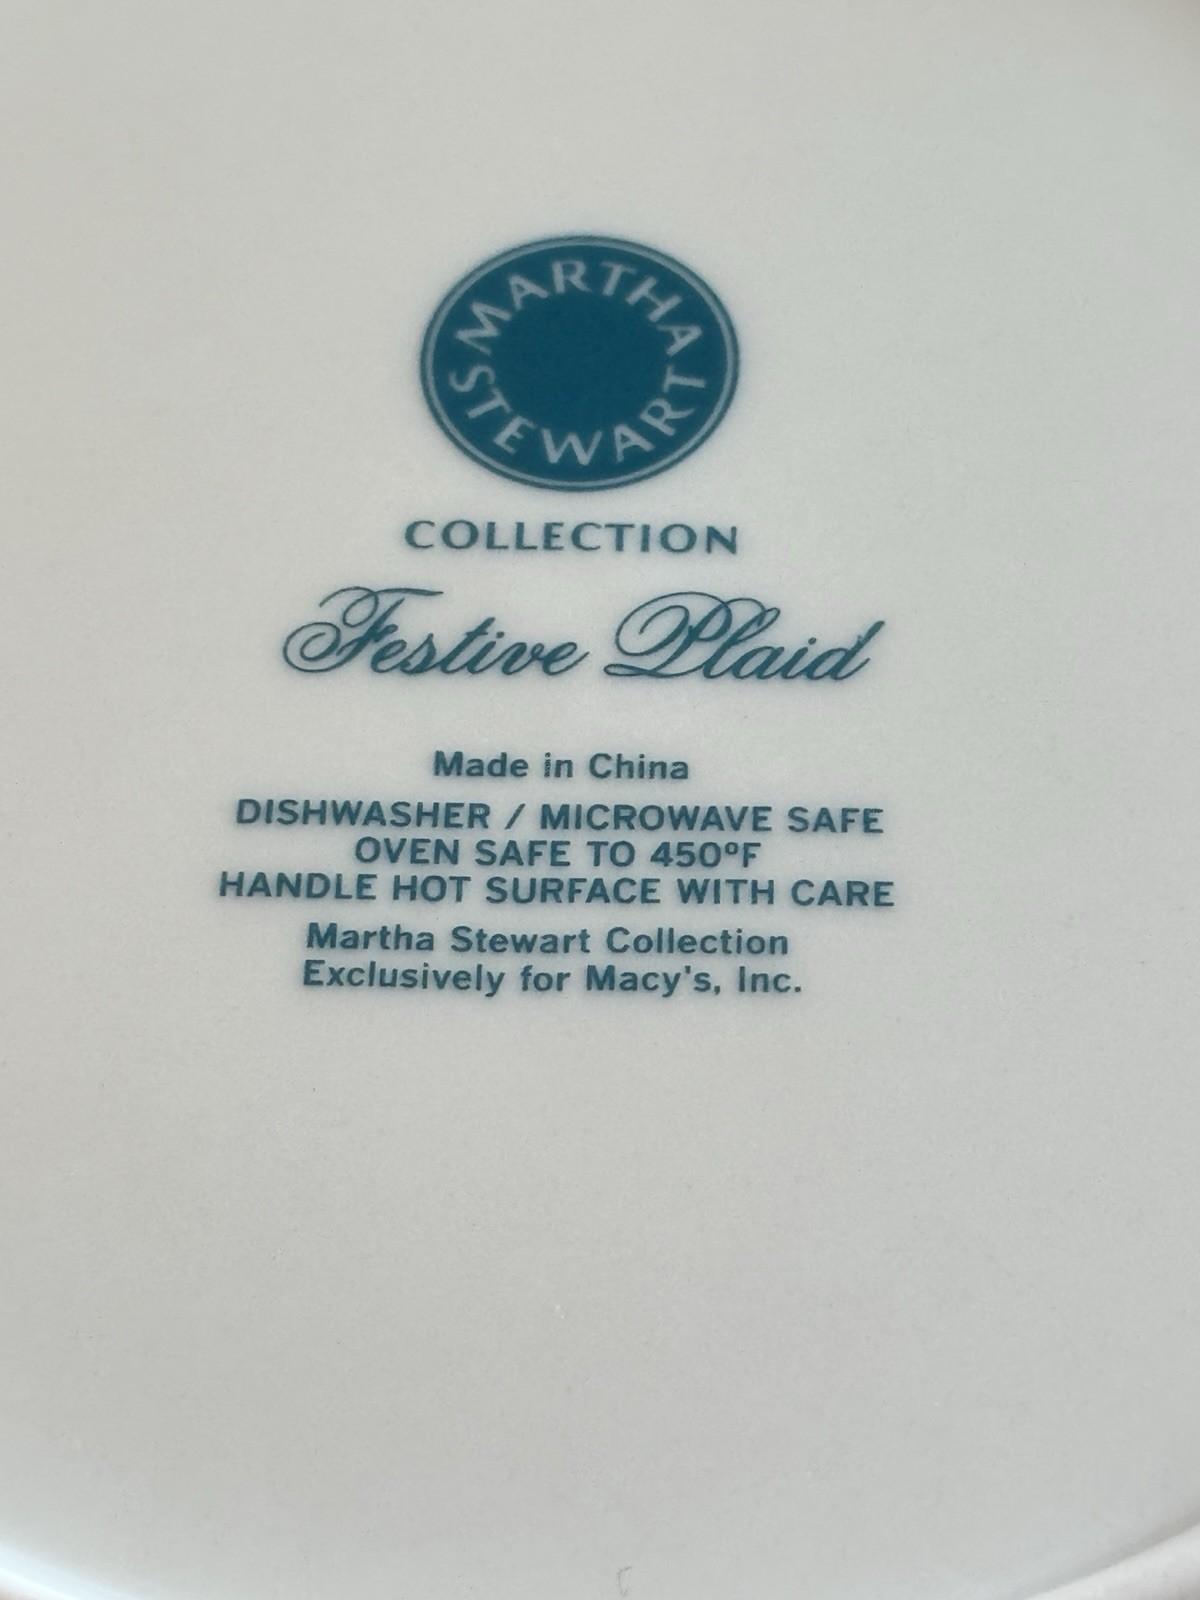 MARTHA
STEWART
COLLECTION
Festive Plaid
Made in China
DISHWASHER / MICROWAVE SAFE
OVEN SAFE TO 450ºF
HANDLE HOT SURFACE WITH CARE
Martha Stewart Collection
Exclusively for Macy's, Inc.